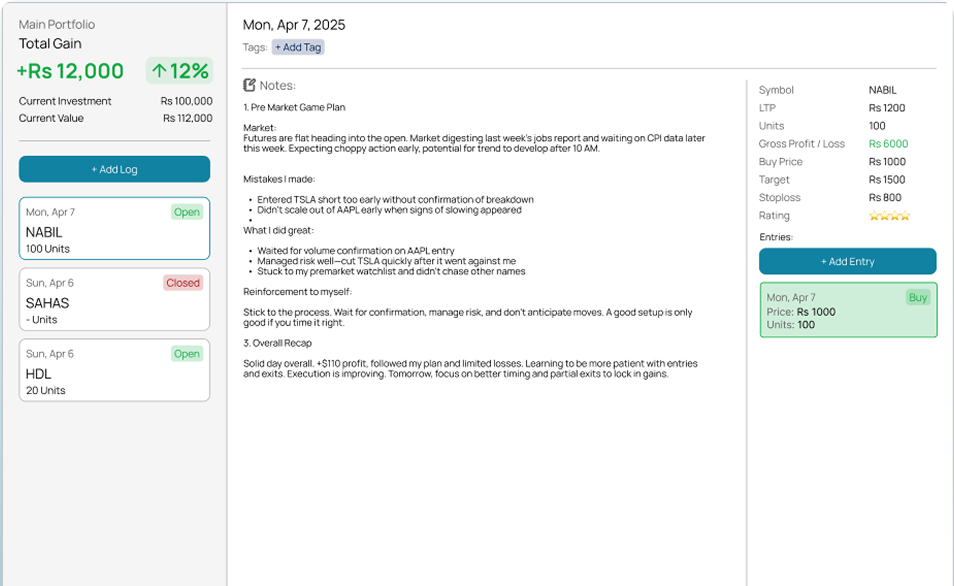 Main Portfolio
Total Gain
+Rs 12,000 ↑12%
Current Investment Rs 100,000
Current Value Rs 112,000
+ Add Log
Mon, Apr 7 Open
NABIL
100 Units
Sun, Apr 6 Closed
SAHAS
- Units
Sun, Apr 6 Open
HDL
20 Units
Mon, Apr 7, 2025
Tags: + Add Tag
Notes:
1. Pre Market Game Plan
Market:
Futures are flat heading into the open. Market digesting last week's jobs report and waiting on CPI data later
this week. Expecting choppy action early, potential for trend to develop after 10 AM.
Mistakes I made:
• Entered TSLA short too early without confirmation of breakdown
• Didn't scale out of AAPL early when signs of slowing appeared
•
What I did great:
• Waited for volume confirmation on AAPL entry
• Managed risk well—cut TSLA quickly after it went against me
• Stuck to my premarket watchlist and didn't chase other names
Reinforcement to myself:
Stick to the process. Wait for confirmation, manage risk, and don't anticipate moves. A good setup is only
good if you time it right.
3. Overall Recap
Solid day overall. +$110 profit, followed my plan and limited losses. Learning to be more patient with entries
and exits. Execution is improving. Tomorrow, focus on better timing and partial exits to lock in gains.
Symbol NABIL
LTP Rs 1200
Units 100
Gross Profit / Loss Rs 6000
Buy Price Rs 1000
Target Rs 1500
Stoploss Rs 800
Rating ⭐⭐⭐⭐
Entries:
+ Add Entry
Mon, Apr 7 Buy
Price: Rs 1000
Units: 100